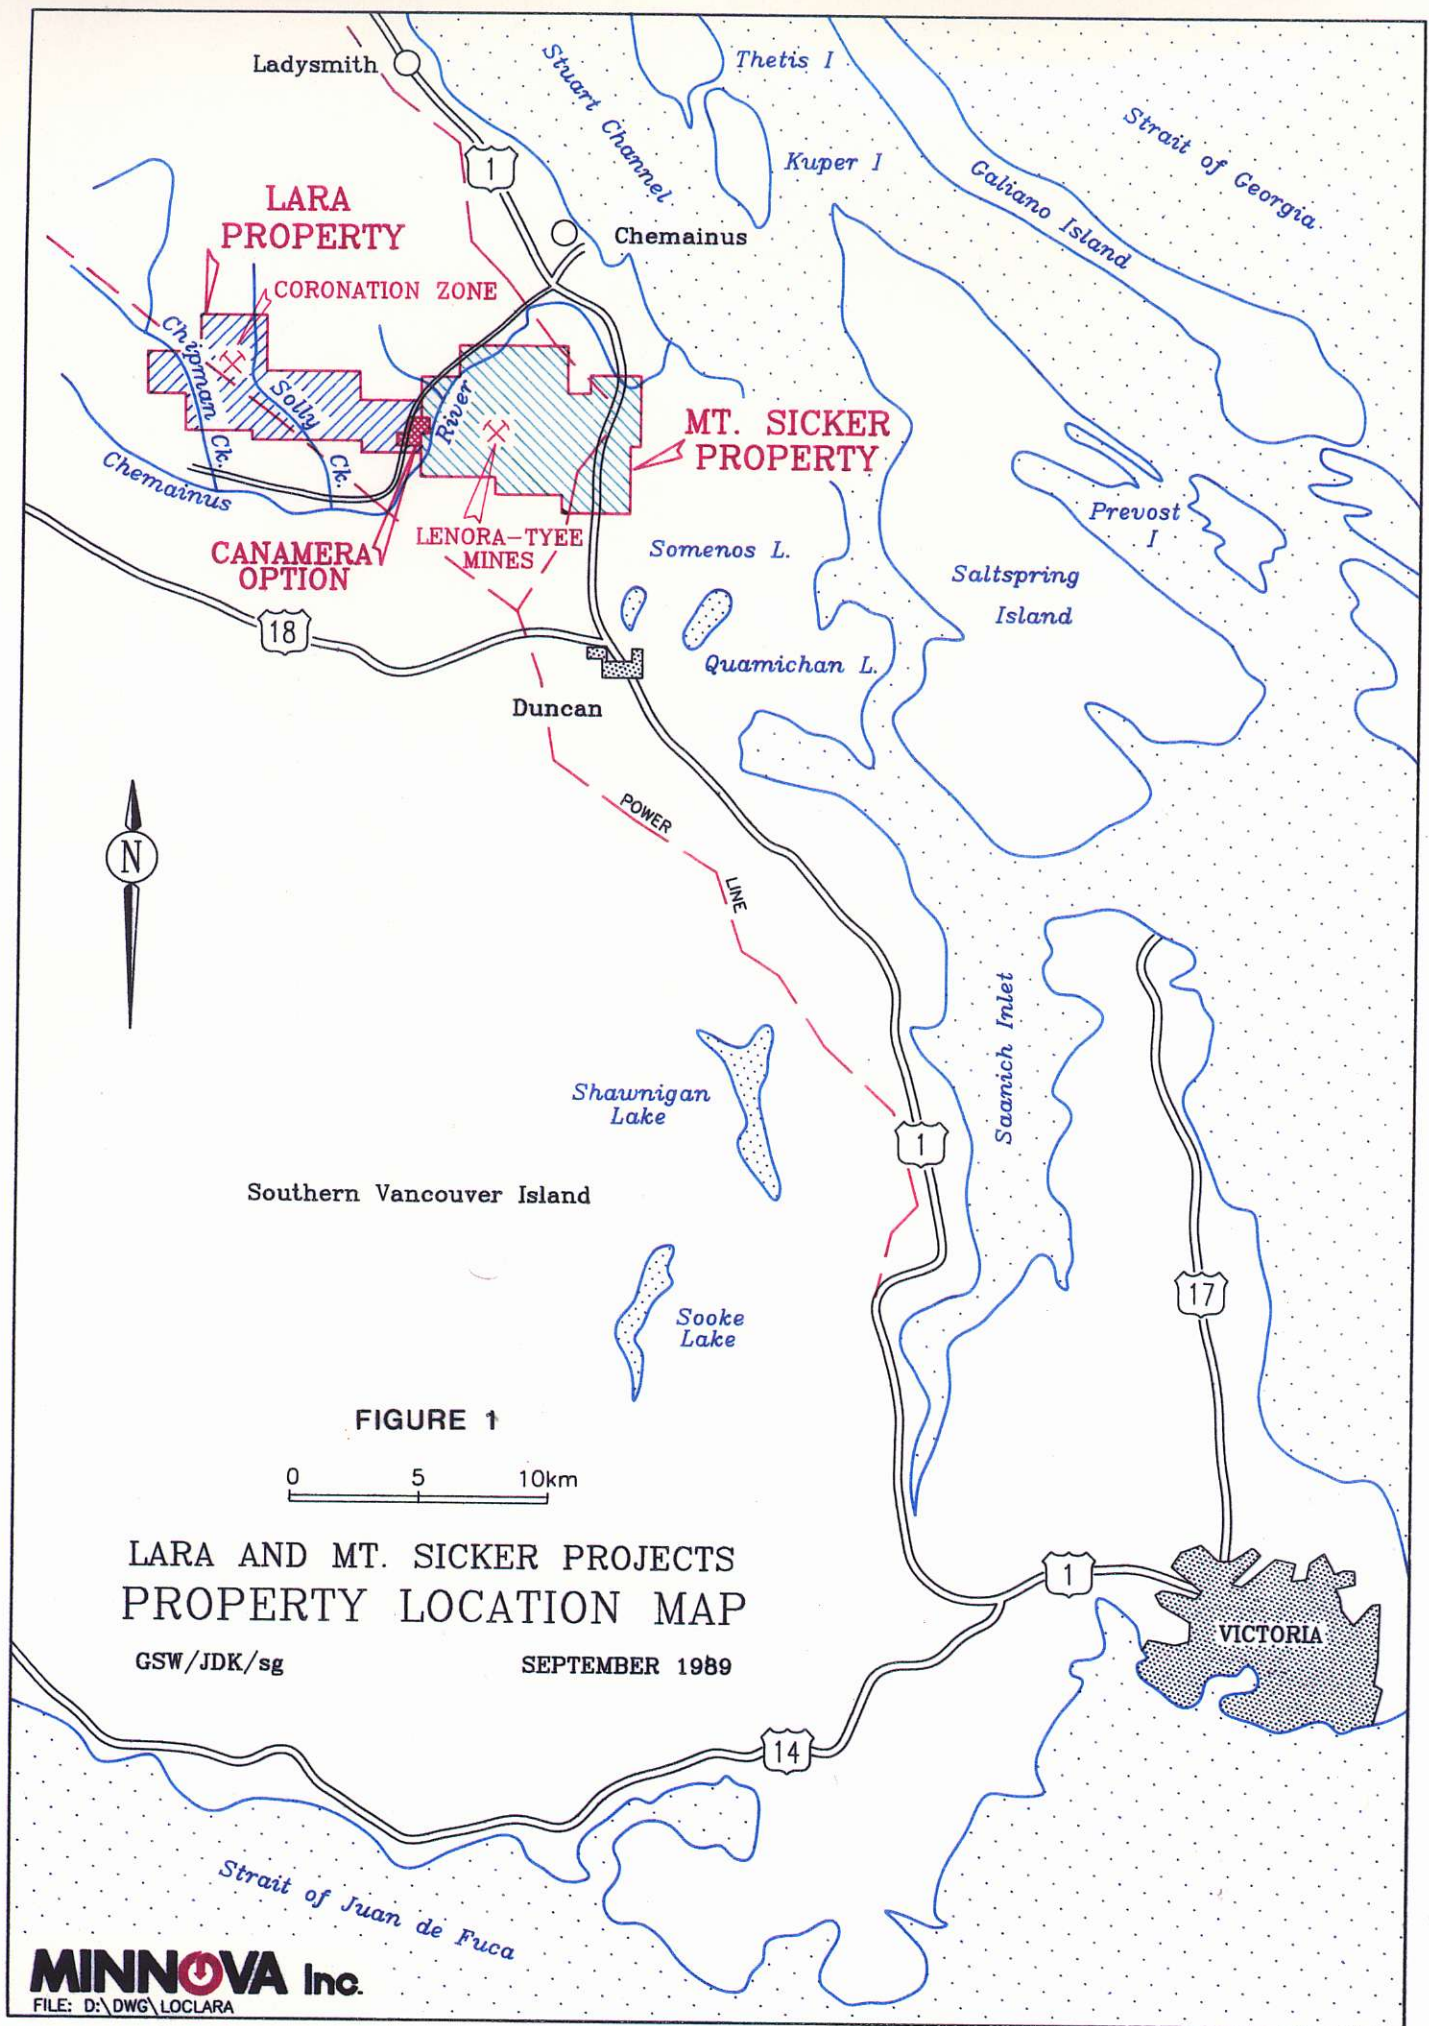 Ladysmith
Stuart Channel
Thetis I
Strait of Georgia
1
Kuper I
Galiano Island
LARA
PROPERTY
Chemainus
CORONATION ZONE
Chipman Ck.
Solly Ck.
River
MT. SICKER
PROPERTY
Chemainus
Prevost
I
CANAMERA
OPTION
LENORA-TYEE
MINES
Somenos L.
Saltspring
Island
18
Quamichan L.
Duncan
POWER LINE
N
Saanich Inlet
Shawnigan
Lake
1
Southern Vancouver Island
17
Sooke
Lake
FIGURE 1
0 5 10km
LARA AND MT. SICKER PROJECTS
PROPERTY LOCATION MAP
1
VICTORIA
GSW/JDK/sg SEPTEMBER 1989
14
Strait of Juan de Fuca
MINNOVA Inc.
FILE: D:\DWG\LOCLARA